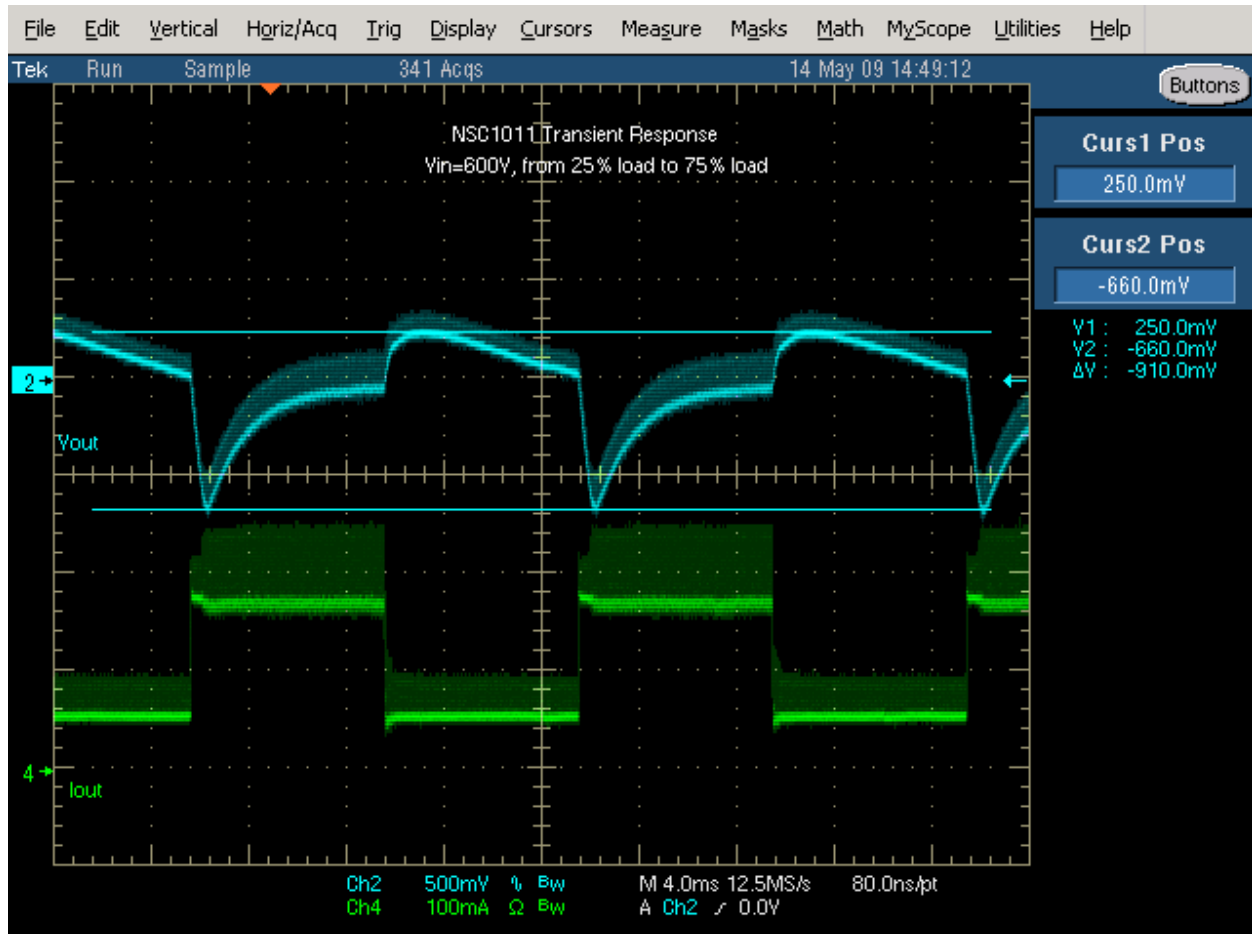 File Edit Vertical Horiz/Acq Trig Display Cursors Measure Masks Math MyScope Utilities Help
Tek Run Sample 341 Acqs 14 May 09 14:49:12
Buttons
NSC1011 Transient Response
Vin=600V, from 25% load to 75% load
Curs1 Pos
250.0mV
Curs2 Pos
-660.0mV
V1 : 250.0mV
V2 : -660.0mV
ΔV : -910.0mV
2
Vout
4
Iout
Ch2 500mV ∿ Bw M 4.0ms 12.5MS/s 80.0ns/pt
Ch4 100mA Ω Bw A Ch2 ∕ 0.0V